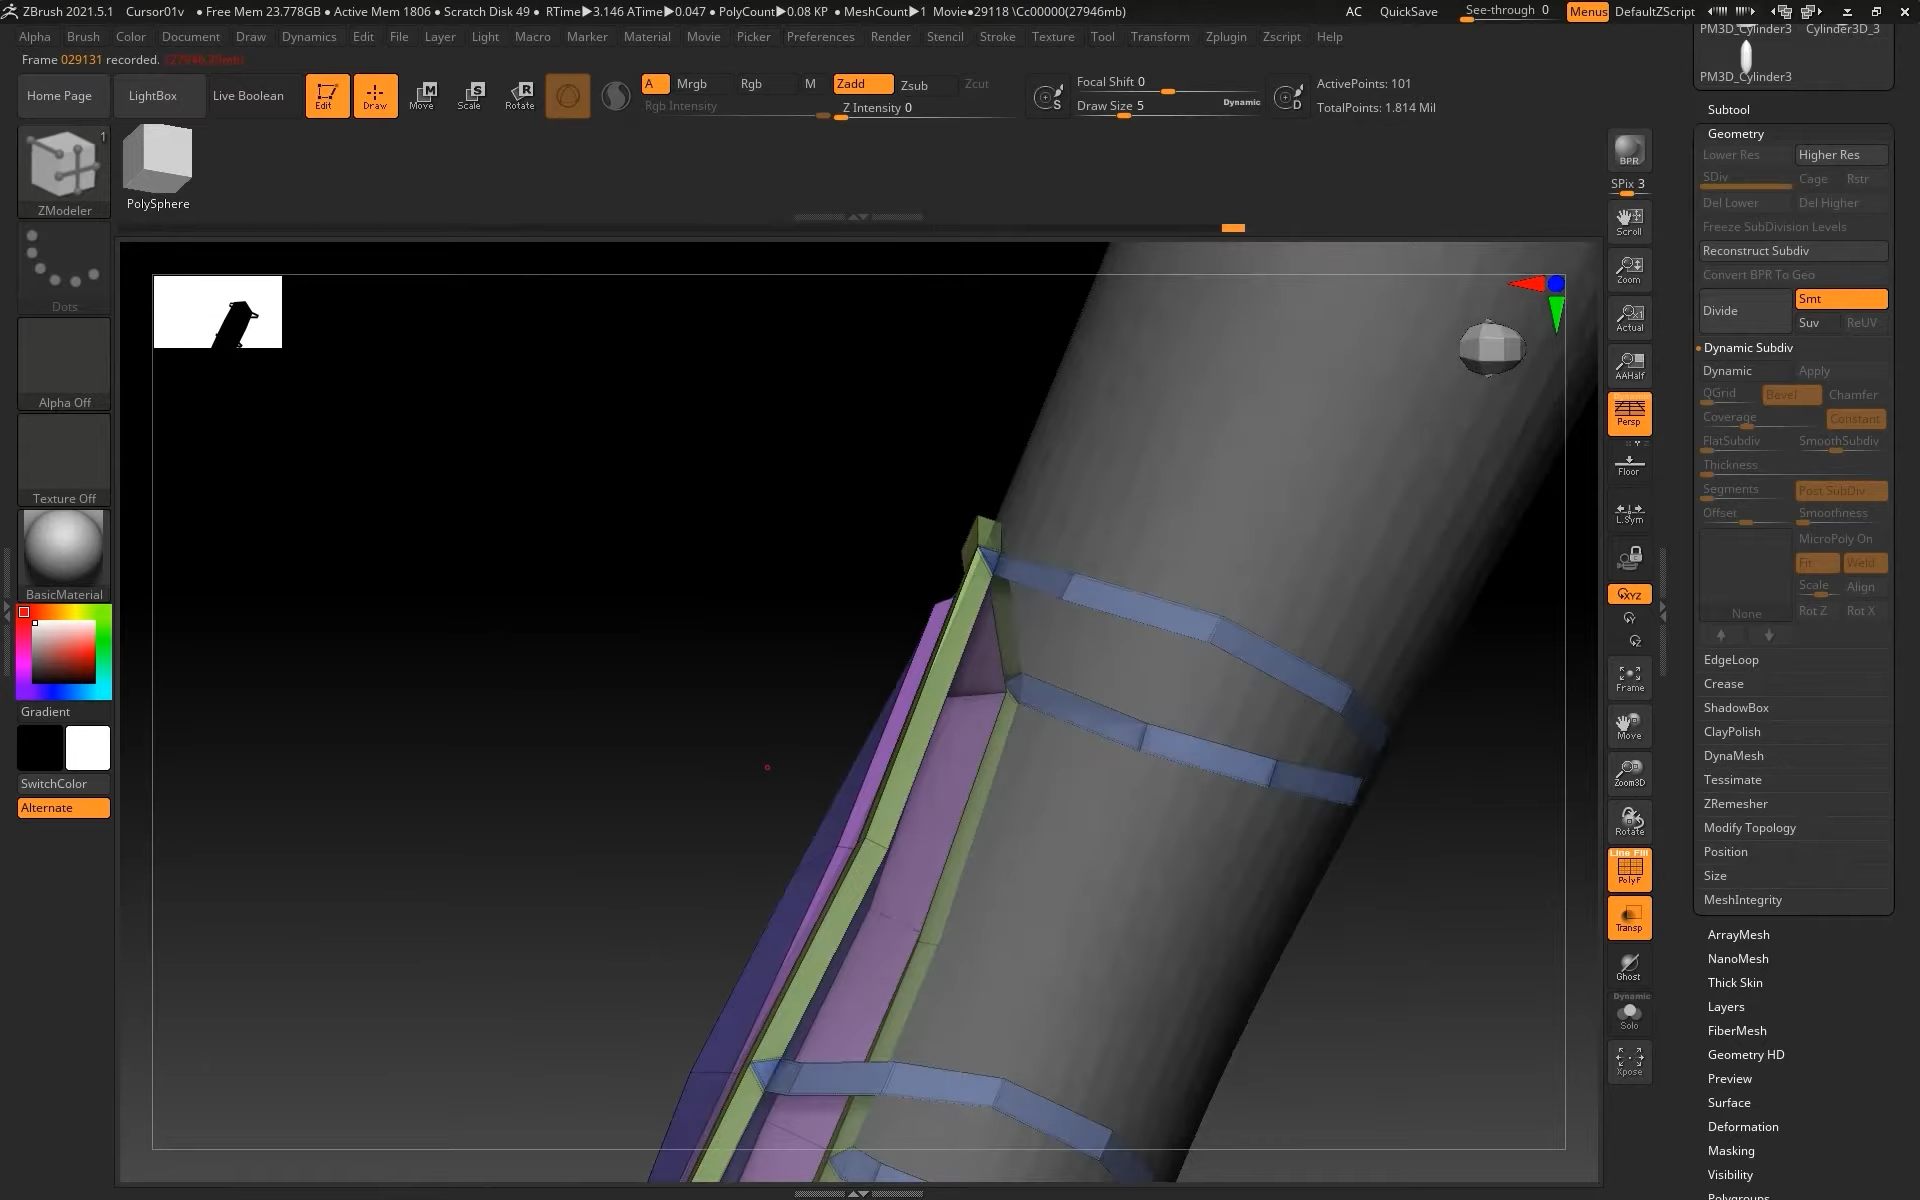 ZBrush 2021.5.1 Cursor01v • Free Mem 23.778GB • Active Mem 1806 • Scratch Disk 49 • RTime▶3.146 ATime▶0.047 • PolyCount▶0.08 KP • MeshCount▶1 Movie•29118 \Cc00000(27946mb) AC QuickSave See-through 0 Menus DefaultZScript
Alpha Brush Color Document Draw Dynamics Edit File Layer Light Macro Marker Material Movie Picker Preferences Render Stencil Stroke Texture Tool Transform Zplugin Zscript Help
Frame 029131 recorded. (27946.20mb)
Home Page LightBox Live Boolean Edit Draw Move Scale Rotate
A Mrgb Rgb M Zadd Zsub Zcut
Rgb Intensity Z Intensity 0
Focal Shift 0
Draw Size 5 Dynamic
S D
ActivePoints: 101
TotalPoints: 1.814 Mil
1
ZModeler
PolySphere
Dots
Alpha Off
Texture Off
BasicMaterial
Gradient
SwitchColor
Alternate
BPR
SPix 3
Scroll
Zoom
Actual
AAHalf
Dynamic
Persp
Floor
L.Sym
XYZ
Frame
Move
Zoom3D
Rotate
Line Fill
PolyF
Transp
Ghost
Dynamic
Solo
Xpose
PM3D_Cylinder3 Cylinder3D_3
PM3D_Cylinder3
Subtool
Geometry
Lower Res Higher Res
SDiv Cage Rstr
Del Lower Del Higher
Freeze SubDivision Levels
Reconstruct Subdiv
Convert BPR To Geo
Divide Smt
Suv ReUV
Dynamic Subdiv
Dynamic Apply
QGrid Bevel Chamfer
Coverage Constant
FlatSubdiv SmoothSubdiv
Thickness
Segments Post SubDiv
Offset Smoothness
MicroPoly On
Fit Weld
Scale Align
None Rot Z Rot X
EdgeLoop
Crease
ShadowBox
ClayPolish
DynaMesh
Tessimate
ZRemesher
Modify Topology
Position
Size
MeshIntegrity
ArrayMesh
NanoMesh
Thick Skin
Layers
FiberMesh
Geometry HD
Preview
Surface
Deformation
Masking
Visibility
Polygroups